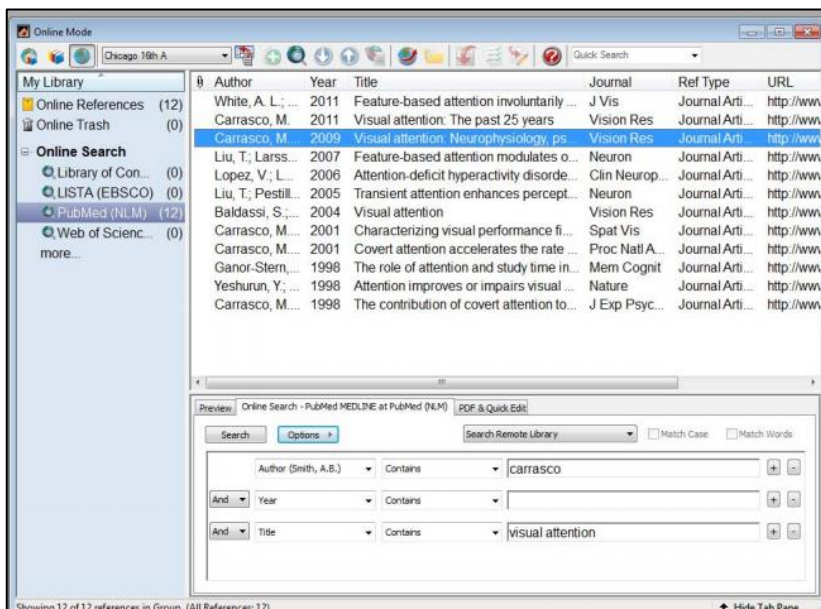 Online Mode
Chicago 16th A
Quick Search
My Library
Online References (12)
Online Trash (0)
Online Search
Library of Con... (0)
LISTA (EBSCO) (0)
PubMed (NLM) (12)
Web of Scienc... (0)
more...
Author Year Title Journal Ref Type URL
White, A. L.; ... 2011 Feature-based attention involuntarily ... J Vis Journal Arti... http://www
Carrasco, M. 2011 Visual attention: The past 25 years Vision Res Journal Arti... http://www
Carrasco, M.... 2009 Visual attention: Neurophysiology, ps... Vision Res Journal Arti... http://www
Liu, T.; Larss... 2007 Feature-based attention modulates o... Neuron Journal Arti... http://www
Lopez, V.; L... 2006 Attention-deficit hyperactivity disorde... Clin Neurop... Journal Arti... http://www
Liu, T.; Pestill... 2005 Transient attention enhances percept... Neuron Journal Arti... http://www
Baldassi, S.;... 2004 Visual attention Vision Res Journal Arti... http://www
Carrasco, M.... 2001 Characterizing visual performance fi... Spat Vis Journal Arti... http://www
Carrasco, M.... 2001 Covert attention accelerates the rate ... Proc Natl A... Journal Arti... http://www
Ganor-Stern,... 1998 The role of attention and study time in... Mem Cognit Journal Arti... http://www
Yeshurun, Y.; ... 1998 Attention improves or impairs visual ... Nature Journal Arti... http://www
Carrasco, M.... 1998 The contribution of covert attention to... J Exp Psyc... Journal Arti... http://www
Preview Online Search - PubMed MEDLINE at PubMed (NLM) PDF & Quick Edit
Search Options Search Remote Library Match Case Match Words
Author (Smith, A.B.) Contains carrasco + -
And Year Contains + -
And Title Contains visual attention + -
Showing 12 of 12 references in Group. (All References: 12) Hide Tab Pane